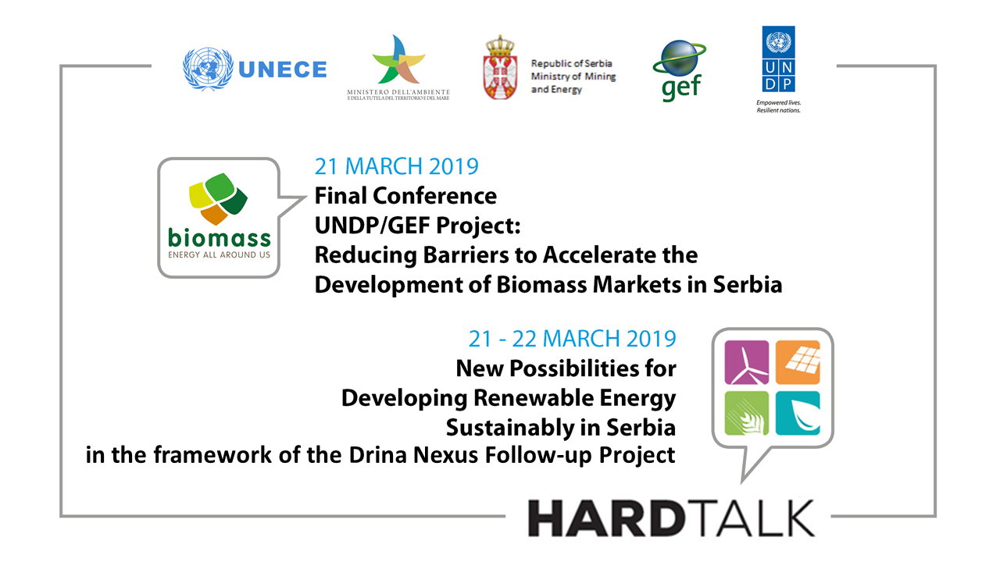 UNECE
MINISTERO DELL'AMBIENTE
E DELLA TUTELA DEL TERRITORIO E DEL MARE
Republic of Serbia
Ministry of Mining
and Energy
gef
U N
D P
Empowered lives.
Resilient nations.
biomass
ENERGY ALL AROUND US
21 MARCH 2019
Final Conference
UNDP/GEF Project:
Reducing Barriers to Accelerate the
Development of Biomass Markets in Serbia
21 - 22 MARCH 2019
New Possibilities for
Developing Renewable Energy
Sustainably in Serbia
in the framework of the Drina Nexus Follow-up Project
HARDTALK